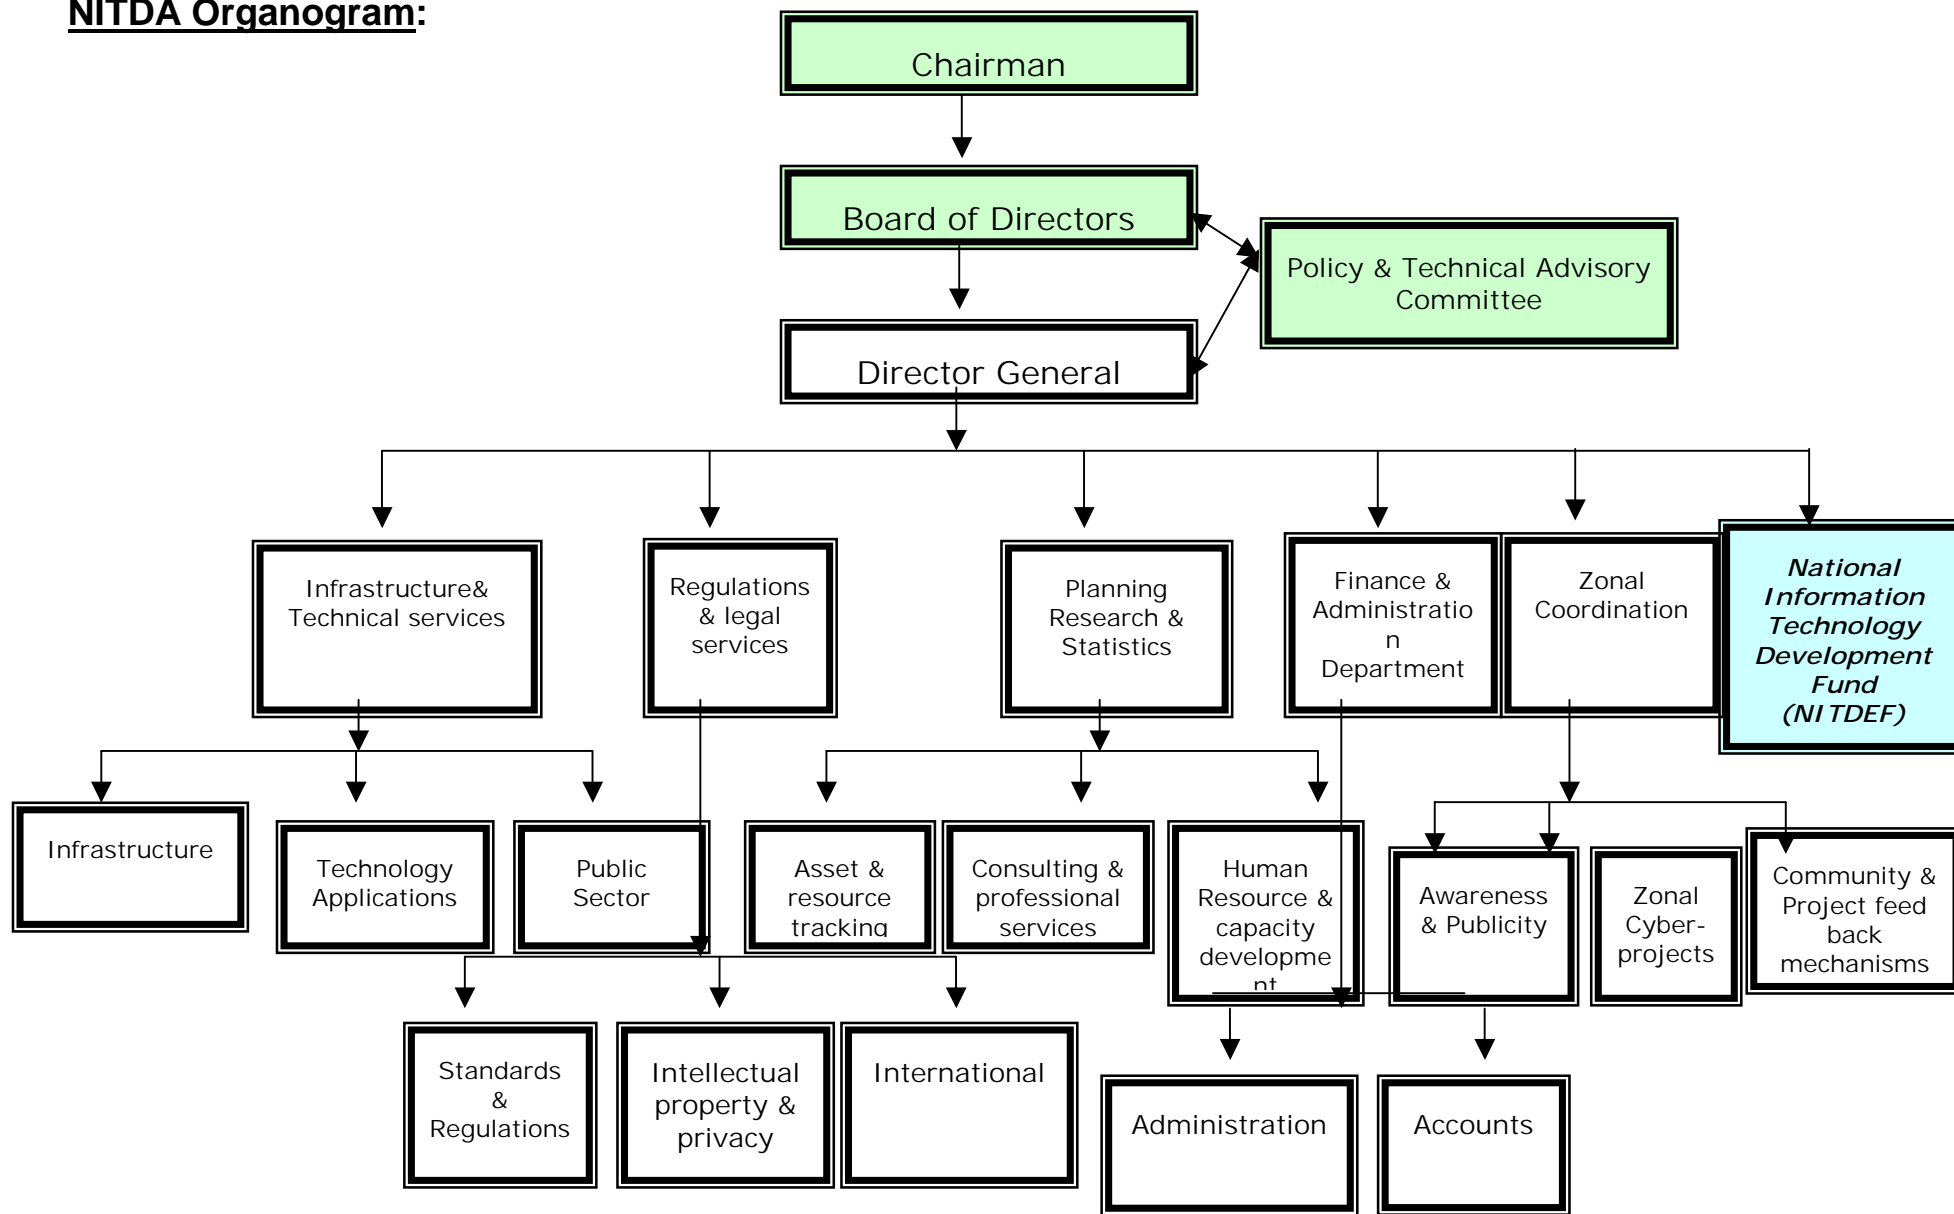 NITDA Organogram:
Chairman
Board of Directors
Policy & Technical Advisory
Committee
Director General
Infrastructure&
Technical services
Regulations
& legal
services
Planning
Research &
Statistics
Finance &
Administratio
n
Department
Zonal
Coordination
National
Information
Technology
Development
Fund
(NITDEF)
Infrastructure
Technology
Applications
Public
Sector
Asset &
resource
tracking
Consulting &
professional
services
Human
Resource &
capacity
developme
nt
Awareness
& Publicity
Zonal
Cyber-
projects
Community &
Project feed
back
mechanisms
Standards
&
Regulations
Intellectual
property &
privacy
International
Administration
Accounts